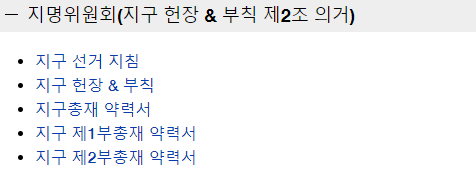 − 지명위원회(지구 헌장 & 부칙 제2조 의거)
• 지구 선거 지침
• 지구 헌장 & 부칙
• 지구총재 약력서
• 지구 제1부총재 약력서
• 지구 제2부총재 약력서